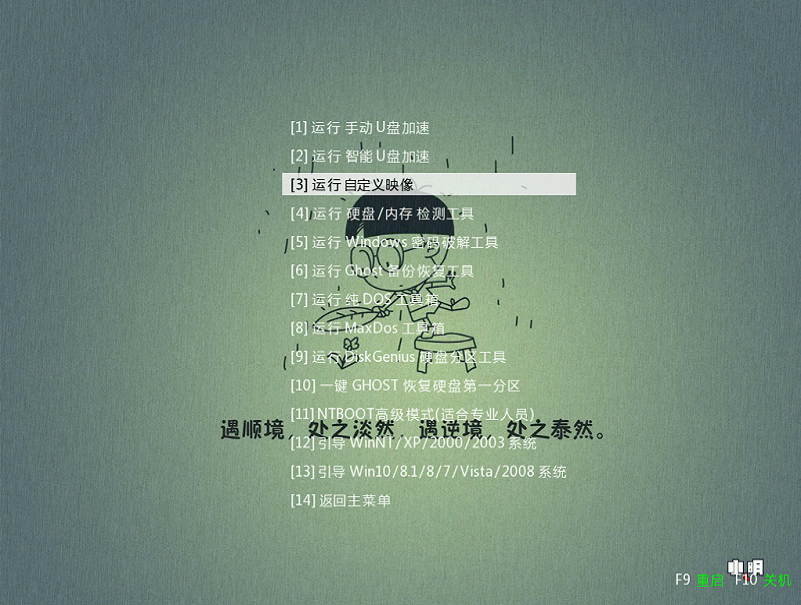 [1] 运行 手动 U盘加速
[2] 运行 智能 U盘加速
[3] 运行 自定义映像
[4] 运行 硬盘/内存 检测工具
[5] 运行 Windows 密码破解工具
[6] 运行 Ghost 备份恢复工具
[7] 运行 纯 DOS 工具箱
[8] 运行 MaxDos 工具箱
[9] 运行 DiskGenius 硬盘分区工具
[10] 一键 GHOST 恢复硬盘第一分区
[11] NTBOOT高级模式(适合专业人员)
遇顺境，处之淡然，遇逆境，处之泰然。
[12] 引导 WinNT/XP/2000/2003 系统
[13] 引导 Win10/8.1/8/7/Vista/2008 系统
[14] 返回主菜单
小明
F9 重启 F10 关机